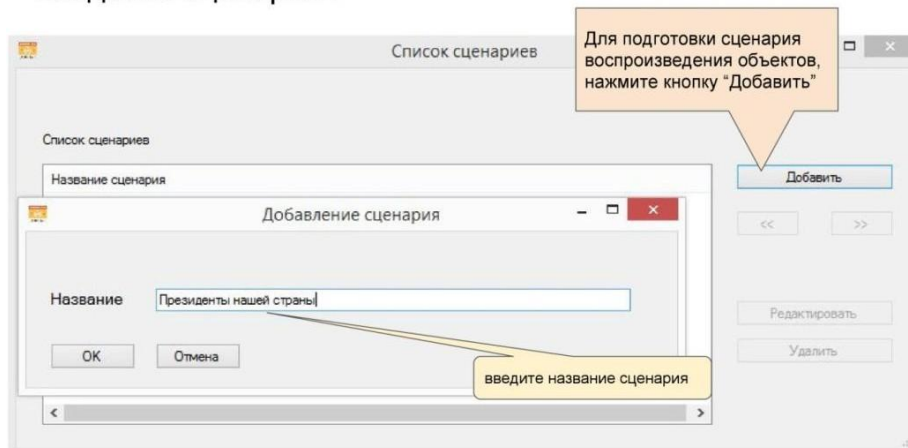 Список сценариев
Для подготовки сценария
воспроизведения объектов,
нажмите кнопку “Добавить”
Список сценариев
Название сценария
Добавить
Добавление сценария
<<
>>
Название
Президенты нашей страны
Редактировать
OK
Отмена
Удалить
введите название сценария